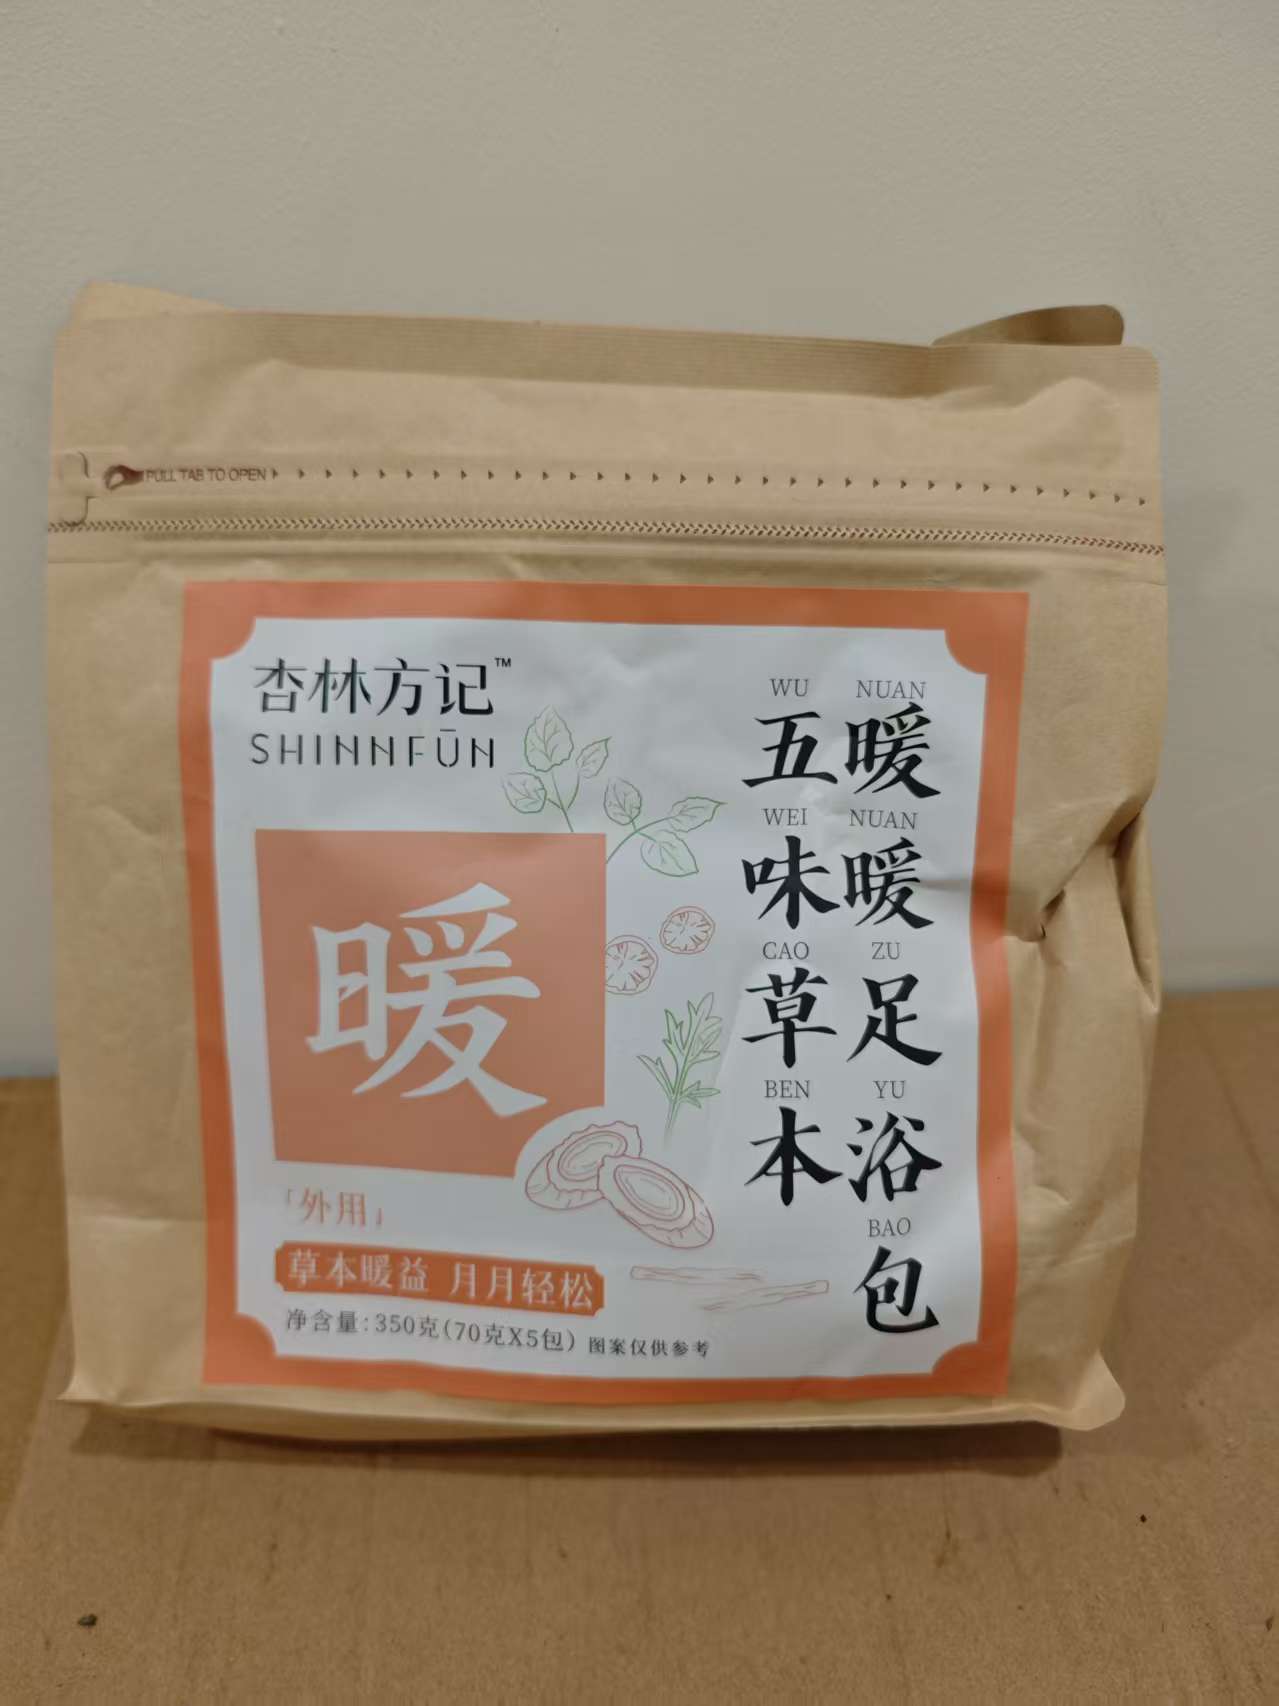 PULL TAB TO OPEN
杏林方记™
SHINNFŪN
暖
「外用」
草本暖益 月月轻松
净含量:350克(70克X5包) 图案仅供参考
NUAN NUAN ZU YU BAO
暖暖足浴包
WU WEI CAO BEN
五味草本